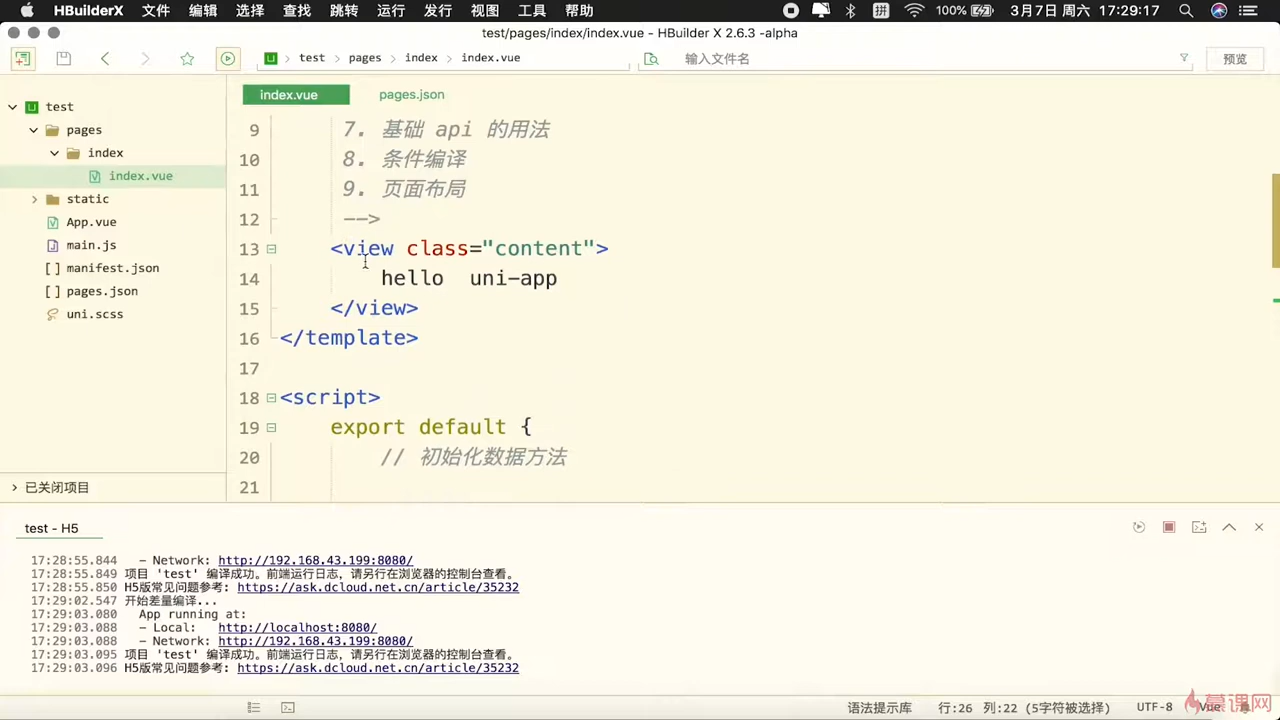 HBuilderX 文件 编辑 选择 查找 跳转 运行 发行 视图 工具 帮助 拼 100% 3月7日 周六 17:29:17
test/pages/index/index.vue - HBuilder X 2.6.3 -alpha
test pages index index.vue 输入文件名 预览
test
pages
index
index.vue
static
App.vue
main.js
manifest.json
pages.json
uni.scss
已关闭项目
index.vue pages.json
9 7. 基础 api 的用法
10 8. 条件编译
11 9. 页面布局
12 -->
13 <view class="content">
14 hello uni-app
15 </view>
16 </template>
17
18 <script>
19 export default {
20 // 初始化数据方法
21
test - H5
17:28:55.844 - Network: http://192.168.43.199:8080/
17:28:55.849 项目 'test' 编译成功。前端运行日志，请另行在浏览器的控制台查看。
17:28:55.850 H5版常见问题参考: https://ask.dcloud.net.cn/article/35232
17:29:02.547 开始差量编译...
17:29:03.080 App running at:
17:29:03.088 - Local: http://localhost:8080/
17:29:03.088 - Network: http://192.168.43.199:8080/
17:29:03.095 项目 'test' 编译成功。前端运行日志，请另行在浏览器的控制台查看。
17:29:03.096 H5版常见问题参考: https://ask.dcloud.net.cn/article/35232
语法提示库 行:26 列:22 (5字符被选择) UTF-8 Vue
慕课网